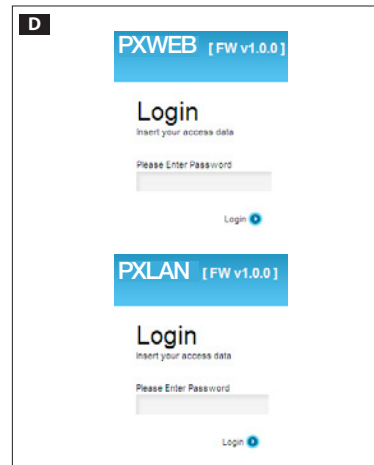 D
PXWEB [ FW v1.0.0 ]
Login
Insert your access data
Please Enter Password
Login
PXLAN [ FW v1.0.0 ]
Login
Insert your access data
Please Enter Password
Login